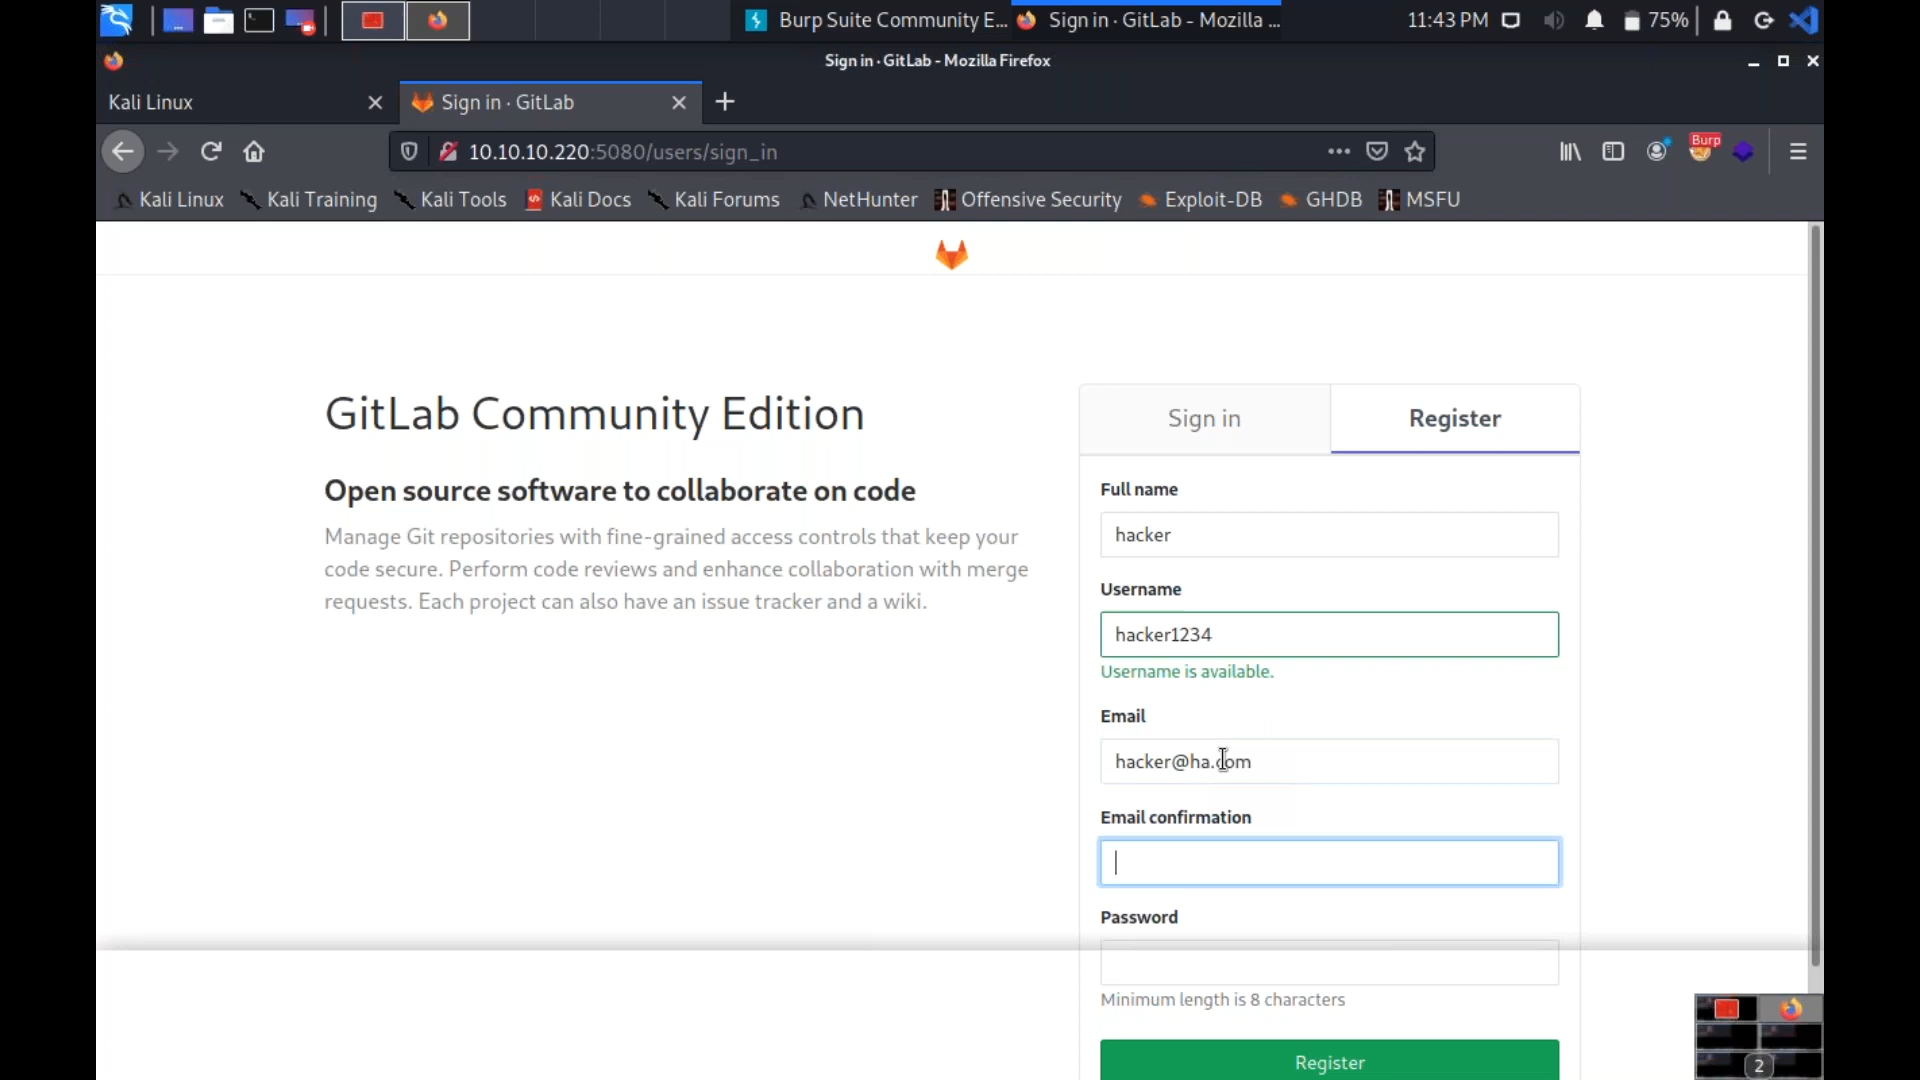 Burp Suite Community E... Sign in · GitLab - Mozilla ... 11:43 PM 75%
Sign in · GitLab - Mozilla Firefox
Kali Linux Sign in · GitLab
10.10.10.220:5080/users/sign_in Burp
Kali Linux Kali Training Kali Tools Kali Docs Kali Forums NetHunter Offensive Security Exploit-DB GHDB MSFU
GitLab Community Edition
Open source software to collaborate on code
Manage Git repositories with fine-grained access controls that keep your
code secure. Perform code reviews and enhance collaboration with merge
requests. Each project can also have an issue tracker and a wiki.
Sign in Register
Full name
hacker
Username
hacker1234
Username is available.
Email
hacker@ha.com
Email confirmation
Password
Minimum length is 8 characters
Register
2